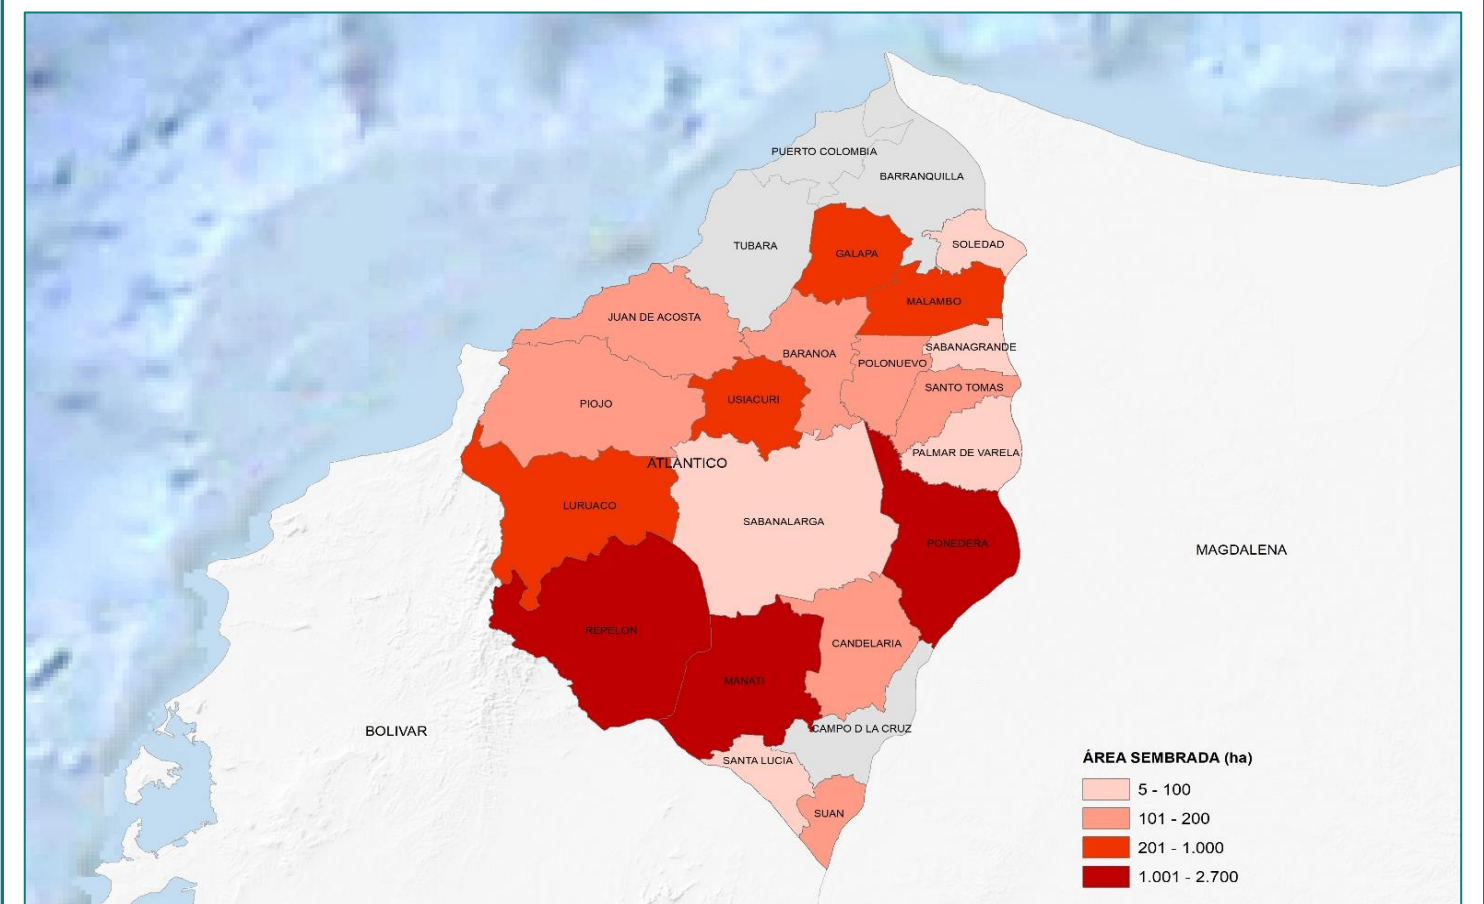 PUERTO COLOMBIA
BARRANQUILLA
TUBARA
GALAPA
SOLEDAD
MALAMBO
JUAN DE ACOSTA
BARANOA
POLONUEVO
SABANAGRANDE
SANTO TOMAS
PIOJO
USIACURI
PALMAR DE VARELA
ATLANTICO
LURUACO
SABANALARGA
PONEDERA
MAGDALENA
REPELON
CANDELARIA
MANATI
BOLIVAR
CAMPO D LA CRUZ
SANTA LUCIA
SUAN
ÁREA SEMBRADA (ha)
5 - 100
101 - 200
201 - 1.000
1.001 - 2.700